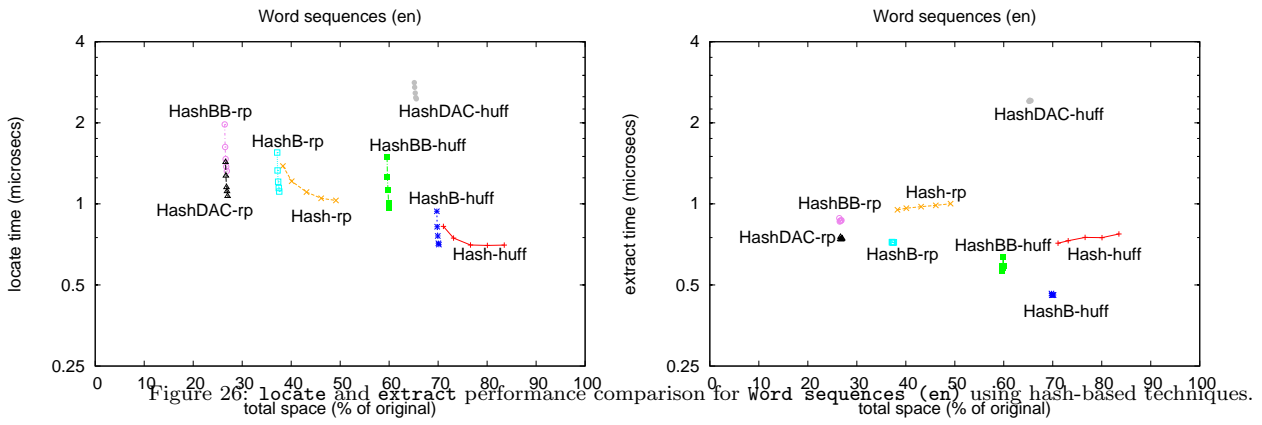 Word sequences (en)
locate time (microsecs)
4
2
1
0.5
0.25
HashBB-rp
HashDAC-rp
HashB-rp
Hash-rp
HashDAC-huff
HashBB-huff
HashB-huff
Hash-huff
0 10 20 30 40 50 60 70 80 90 100
total space (% of original)
Word sequences (en)
extract time (microsecs)
4
2
1
0.5
0.25
HashDAC-huff
Hash-rp
HashBB-rp
HashDAC-rp
HashB-rp
HashBB-huff
Hash-huff
HashB-huff
0 10 20 30 40 50 60 70 80 90 100
total space (% of original)
Figure 26: locate and extract performance comparison for Word sequences (en) using hash-based techniques.